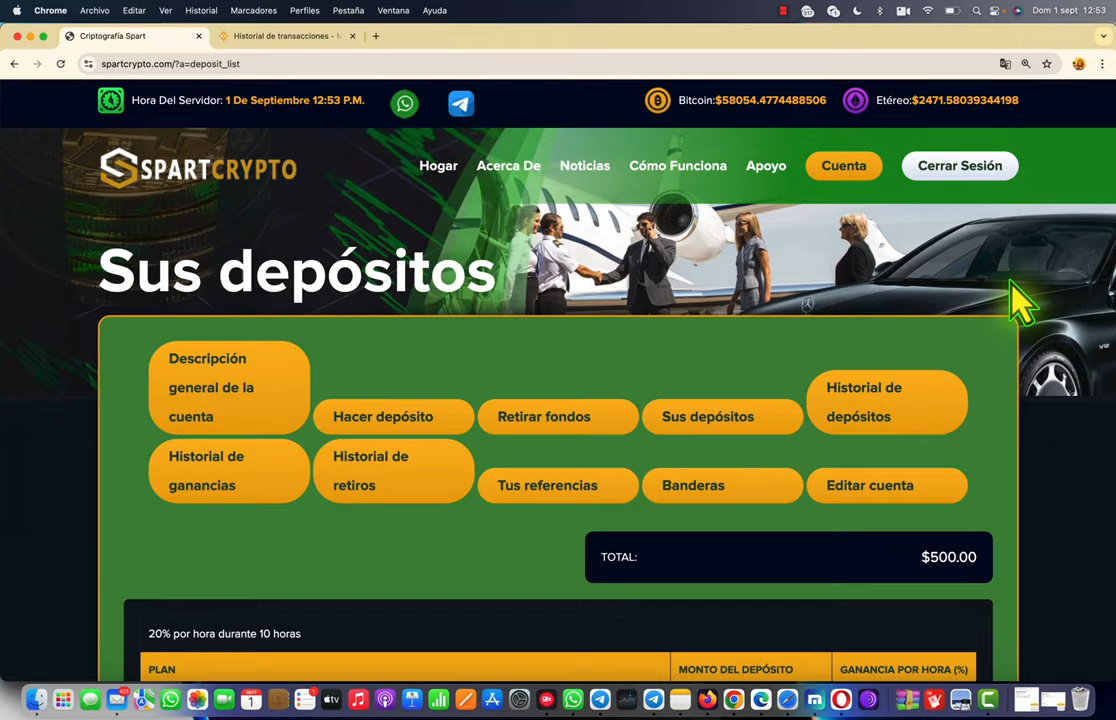 Chrome Archivo Editar Ver Historial Marcadores Perfiles Pestaña Ventana Ayuda
317
Dom 1 sept 12:53
Criptografía Spart
Historial de transacciones -
spartcrypto.com/?a=deposit_list
Hora Del Servidor: 1 De Septiembre 12:53 P.M.
Bitcoin:$58054.4774488506
Etéreo:$2471.58039344198
SPARTCRYPTO
Hogar Acerca De Noticias Cómo Funciona Apoyo Cuenta Cerrar Sesión
Sus depósitos
V12
Descripción
general de la
cuenta
Hacer depósito
Retirar fondos
Sus depósitos
Historial de
depósitos
Historial de
ganancias
Historial de
retiros
Tus referencias
Banderas
Editar cuenta
TOTAL: $500.00
20% por hora durante 10 horas
PLAN MONTO DEL DEPÓSITO GANANCIA POR HORA (%)